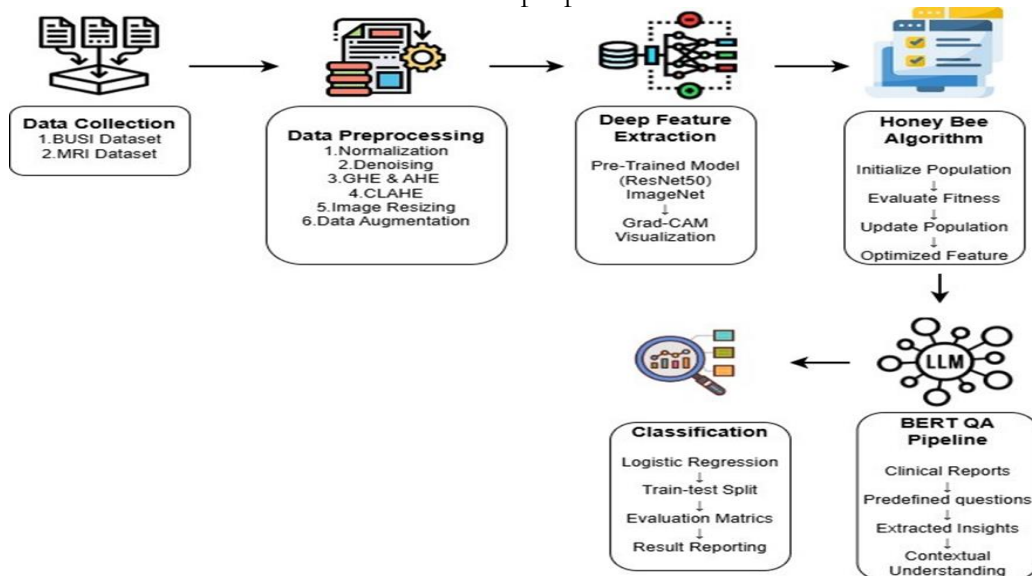 Data Collection
1.BUSI Dataset
2.MRI Dataset
Data Preprocessing
1.Normalization
2.Denoising
3.GHE & AHE
4.CLAHE
5.Image Resizing
6.Data Augmentation
Deep Feature
Extraction
Pre-Trained Model
(ResNet50)
ImageNet
↓
Grad-CAM
Visualization
Honey Bee
Algorithm
Initialize Population
↓
Evaluate Fitness
↓
Update Population
↓
Optimized Feature
LLM
BERT QA
Pipeline
Clinical Reports
↓
Predefined questions
↓
Extracted Insights
↓
Contextual
Understanding
Classification
Logistic Regression
↓
Train-test Split
↓
Evaluation Matrics
↓
Result Reporting